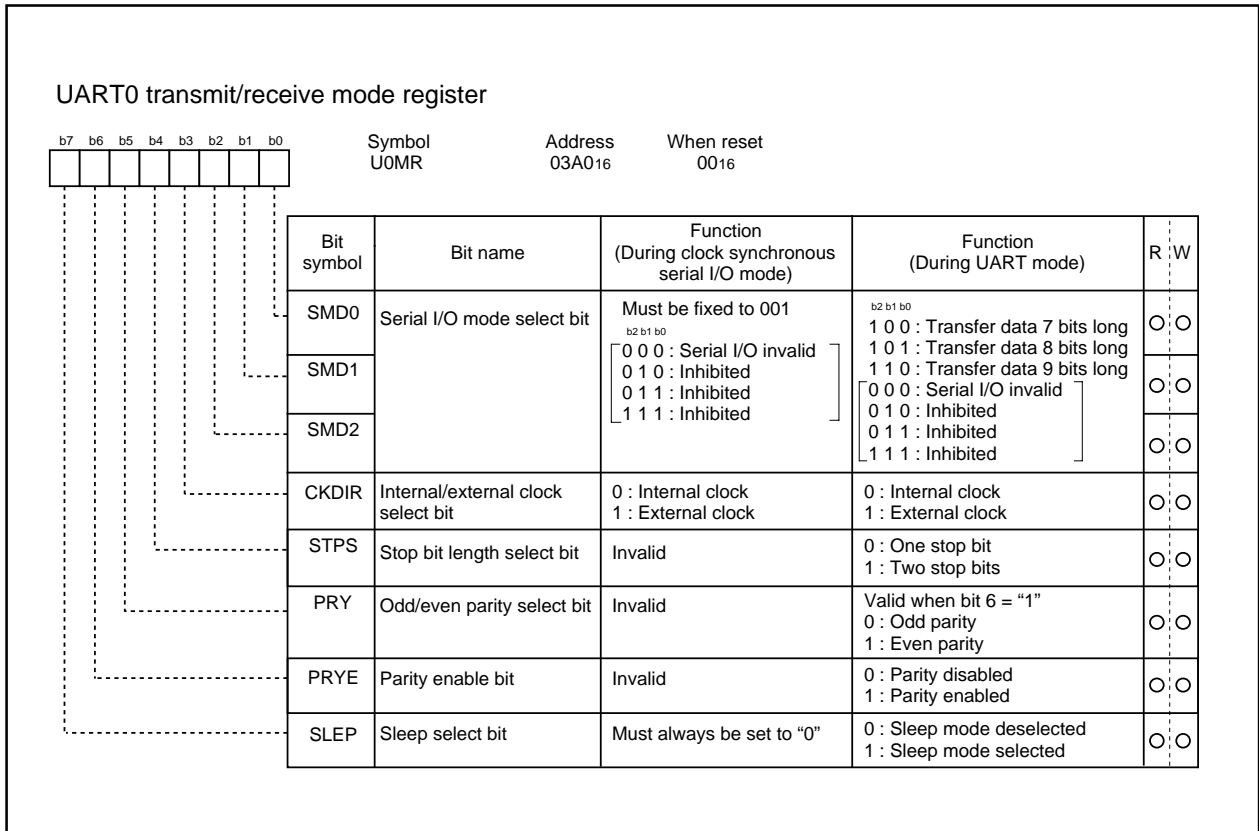 UART0 transmit/receive mode register
b7 b6 b5 b4 b3 b2 b1 b0
Symbol Address When reset
U0MR 03A016 0016
Bit symbol
Bit name
Function
(During clock synchronous
serial I/O mode)
Function
(During UART mode)
R W
SMD0
SMD1
SMD2
Serial I/O mode select bit
Must be fixed to 001
b2 b1 b0
0 0 0 : Serial I/O invalid
0 1 0 : Inhibited
0 1 1 : Inhibited
1 1 1 : Inhibited
b2 b1 b0
1 0 0 : Transfer data 7 bits long
1 0 1 : Transfer data 8 bits long
1 1 0 : Transfer data 9 bits long
0 0 0 : Serial I/O invalid
0 1 0 : Inhibited
0 1 1 : Inhibited
1 1 1 : Inhibited
CKDIR
Internal/external clock
select bit
0 : Internal clock
1 : External clock
0 : Internal clock
1 : External clock
STPS
Stop bit length select bit
Invalid
0 : One stop bit
1 : Two stop bits
PRY
Odd/even parity select bit
Invalid
Valid when bit 6 = “1”
0 : Odd parity
1 : Even parity
PRYE
Parity enable bit
Invalid
0 : Parity disabled
1 : Parity enabled
SLEP
Sleep select bit
Must always be set to “0”
0 : Sleep mode deselected
1 : Sleep mode selected